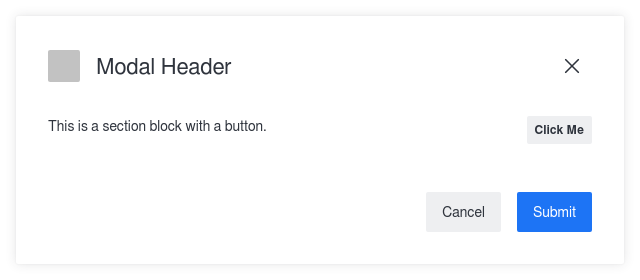 Modal Header
This is a section block with a button.
Click Me
Cancel
Submit